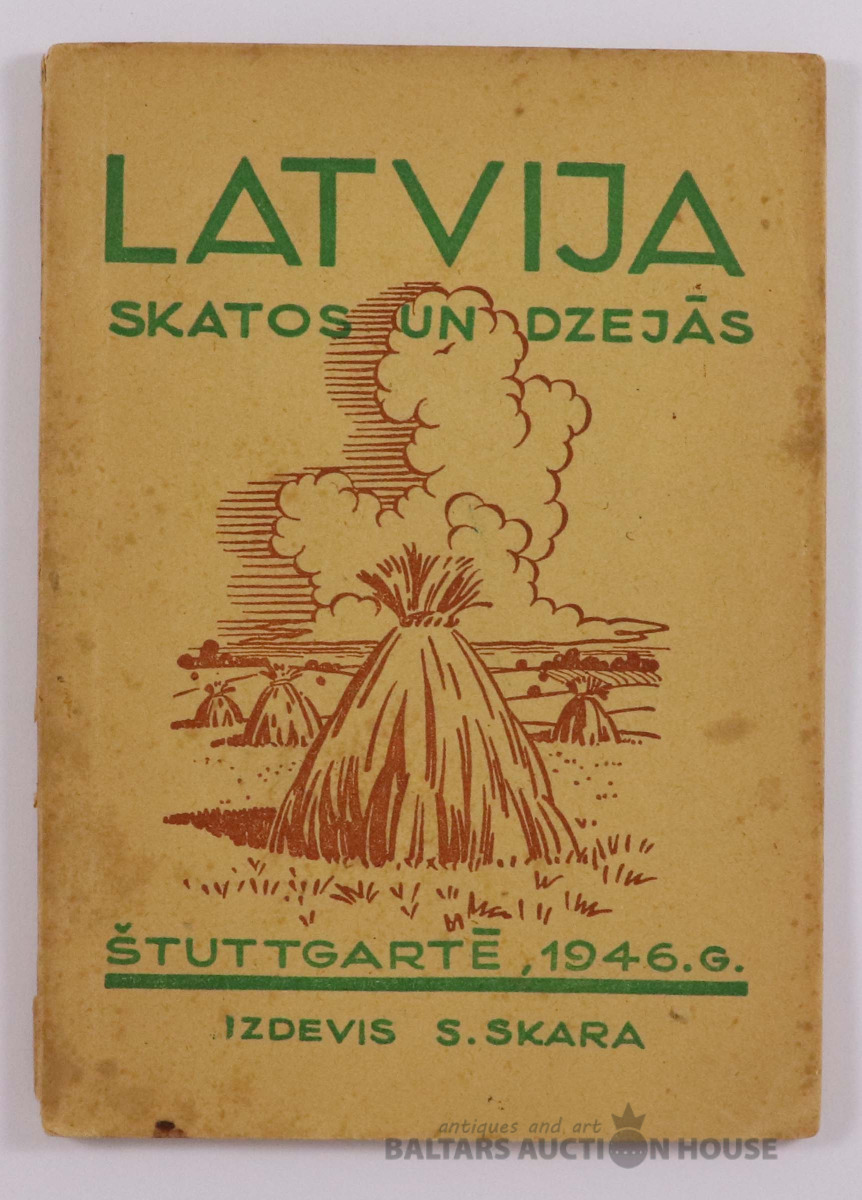 LATVIJA
SKATOS UN DZEJĀS
ŠTUTTGARTĒ, 1946. G.
IZDEVIS S. SKARA
antiques and art
BALTARS AUCTION HOUSE